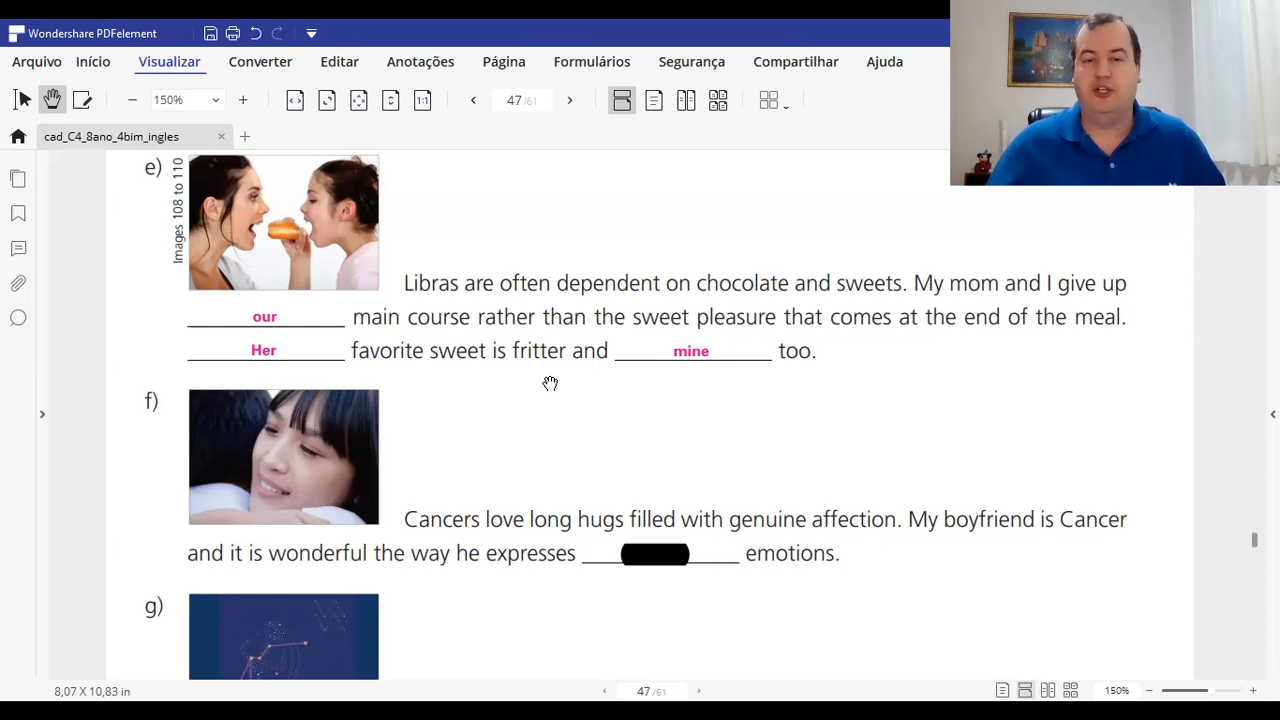 Wondershare PDFelement
Arquivo Início Visualizar Converter Editar Anotações Página Formulários Segurança Compartilhar Ajuda
150% 47/61
cad_C4_8ano_4bim_ingles
e)
Images 108 to 110
Libras are often dependent on chocolate and sweets. My mom and I give up
our main course rather than the sweet pleasure that comes at the end of the meal.
Her favorite sweet is fritter and mine too.
f)
Cancers love long hugs filled with genuine affection. My boyfriend is Cancer
and it is wonderful the way he expresses ____ emotions.
g)
8,07 X 10,83 in 47/61 150%